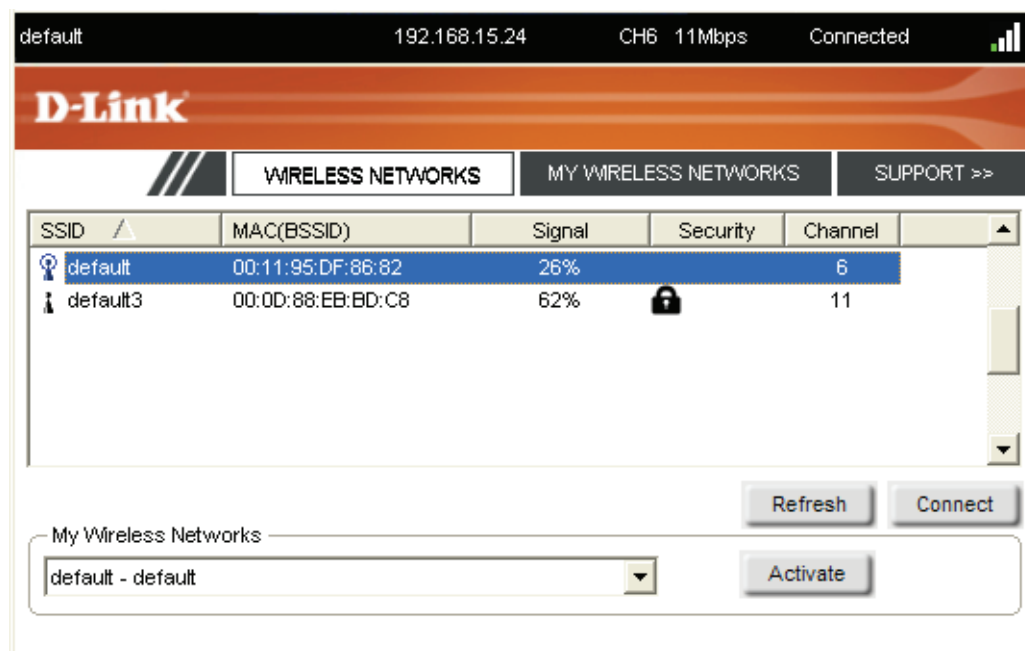 default 192.168.15.24 CH6 11Mbps Connected
D-Link
WIRELESS NETWORKS MY WIRELESS NETWORKS SUPPORT >>
SSID MAC(BSSID) Signal Security Channel
default 00:11:95:DF:86:82 26% 6
default3 00:0D:88:EB:BD:C8 62% 11
Refresh Connect
My Wireless Networks
default - default Activate